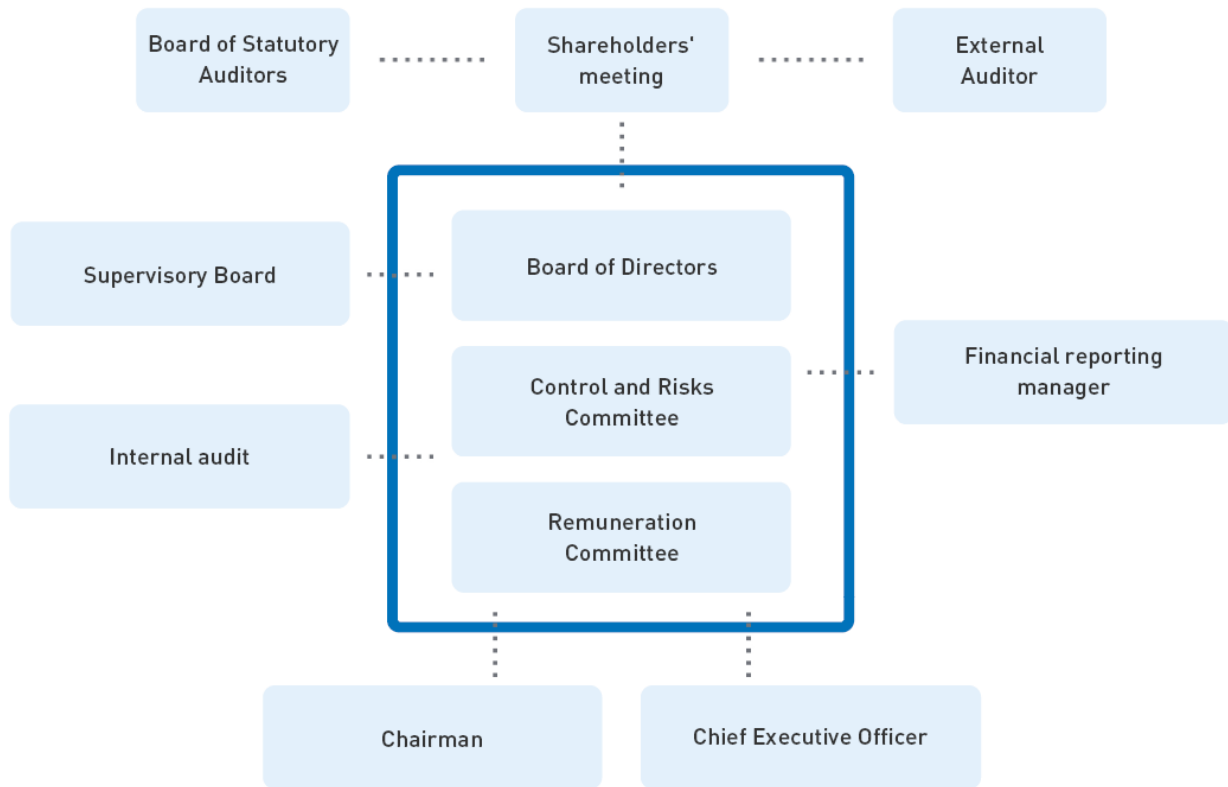 Board of Statutory
Auditors
Shareholders'
meeting
External
Auditor
Supervisory Board
Board of Directors
Financial reporting
manager
Control and Risks
Committee
Internal audit
Remuneration
Committee
Chairman
Chief Executive Officer